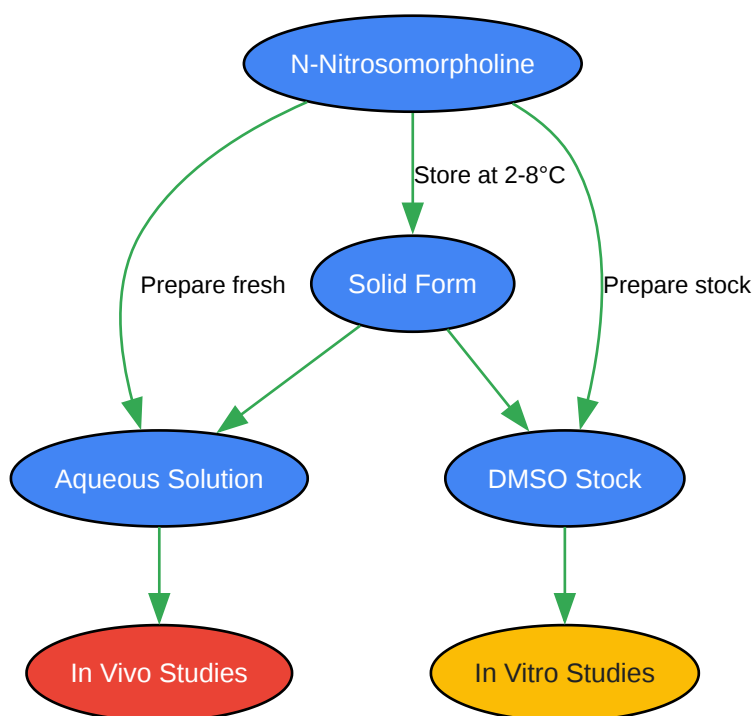 N-Nitrosomorpholine
Store at 2-8°C
Prepare fresh
Solid Form
Prepare stock
Aqueous Solution
DMSO Stock
In Vivo Studies
In Vitro Studies